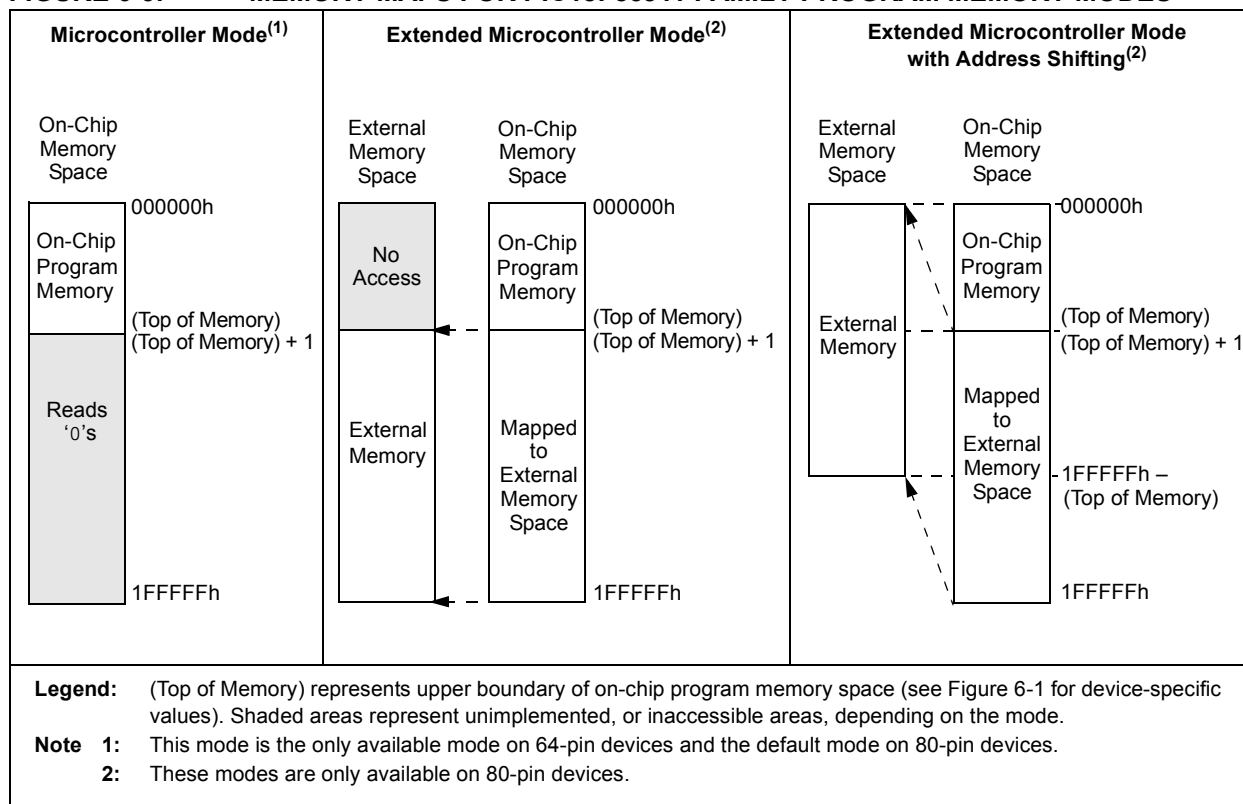 Microcontroller Mode(1)
On-Chip
Memory
Space
000000h
On-Chip
Program
Memory
(Top of Memory)
(Top of Memory) + 1
Reads
‘0’s
1FFFFFh
Extended Microcontroller Mode(2)
External
Memory
Space
On-Chip
Memory
Space
000000h
No
Access
On-Chip
Program
Memory
(Top of Memory)
(Top of Memory) + 1
External
Memory
Mapped
to
External
Memory
Space
1FFFFFh
Extended Microcontroller Mode
with Address Shifting(2)
External
Memory
Space
On-Chip
Memory
Space
000000h
On-Chip
Program
Memory
External
Memory
(Top of Memory)
(Top of Memory) + 1
Mapped
to
External
Memory
Space
1FFFFFh –
(Top of Memory)
1FFFFFh
Legend: (Top of Memory) represents upper boundary of on-chip program memory space (see Figure 6-1 for device-specific
values). Shaded areas represent unimplemented, or inaccessible areas, depending on the mode.
Note 1: This mode is the only available mode on 64-pin devices and the default mode on 80-pin devices.
2: These modes are only available on 80-pin devices.